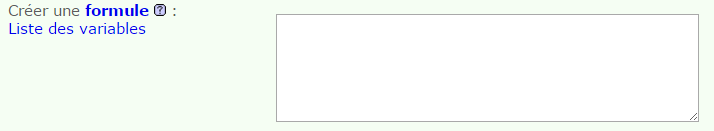 Créer une formule ? :
Liste des variables